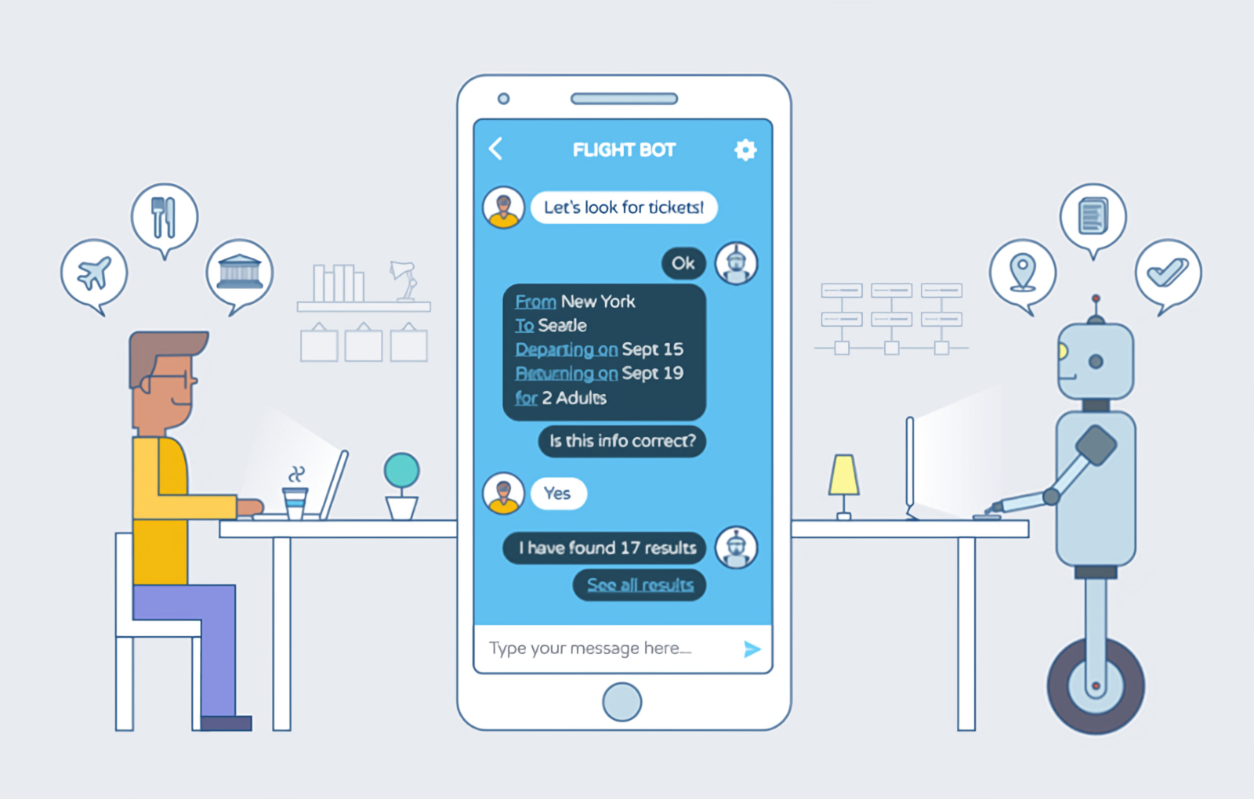 FLIGHT BOT
Let's look for tickets!
Ok
From New York
To Seatle
Departing on Sept 15
Returning on Sept 19
for 2 Adults
Is this info correct?
Yes
I have found 17 results
See all results
Type your message here...